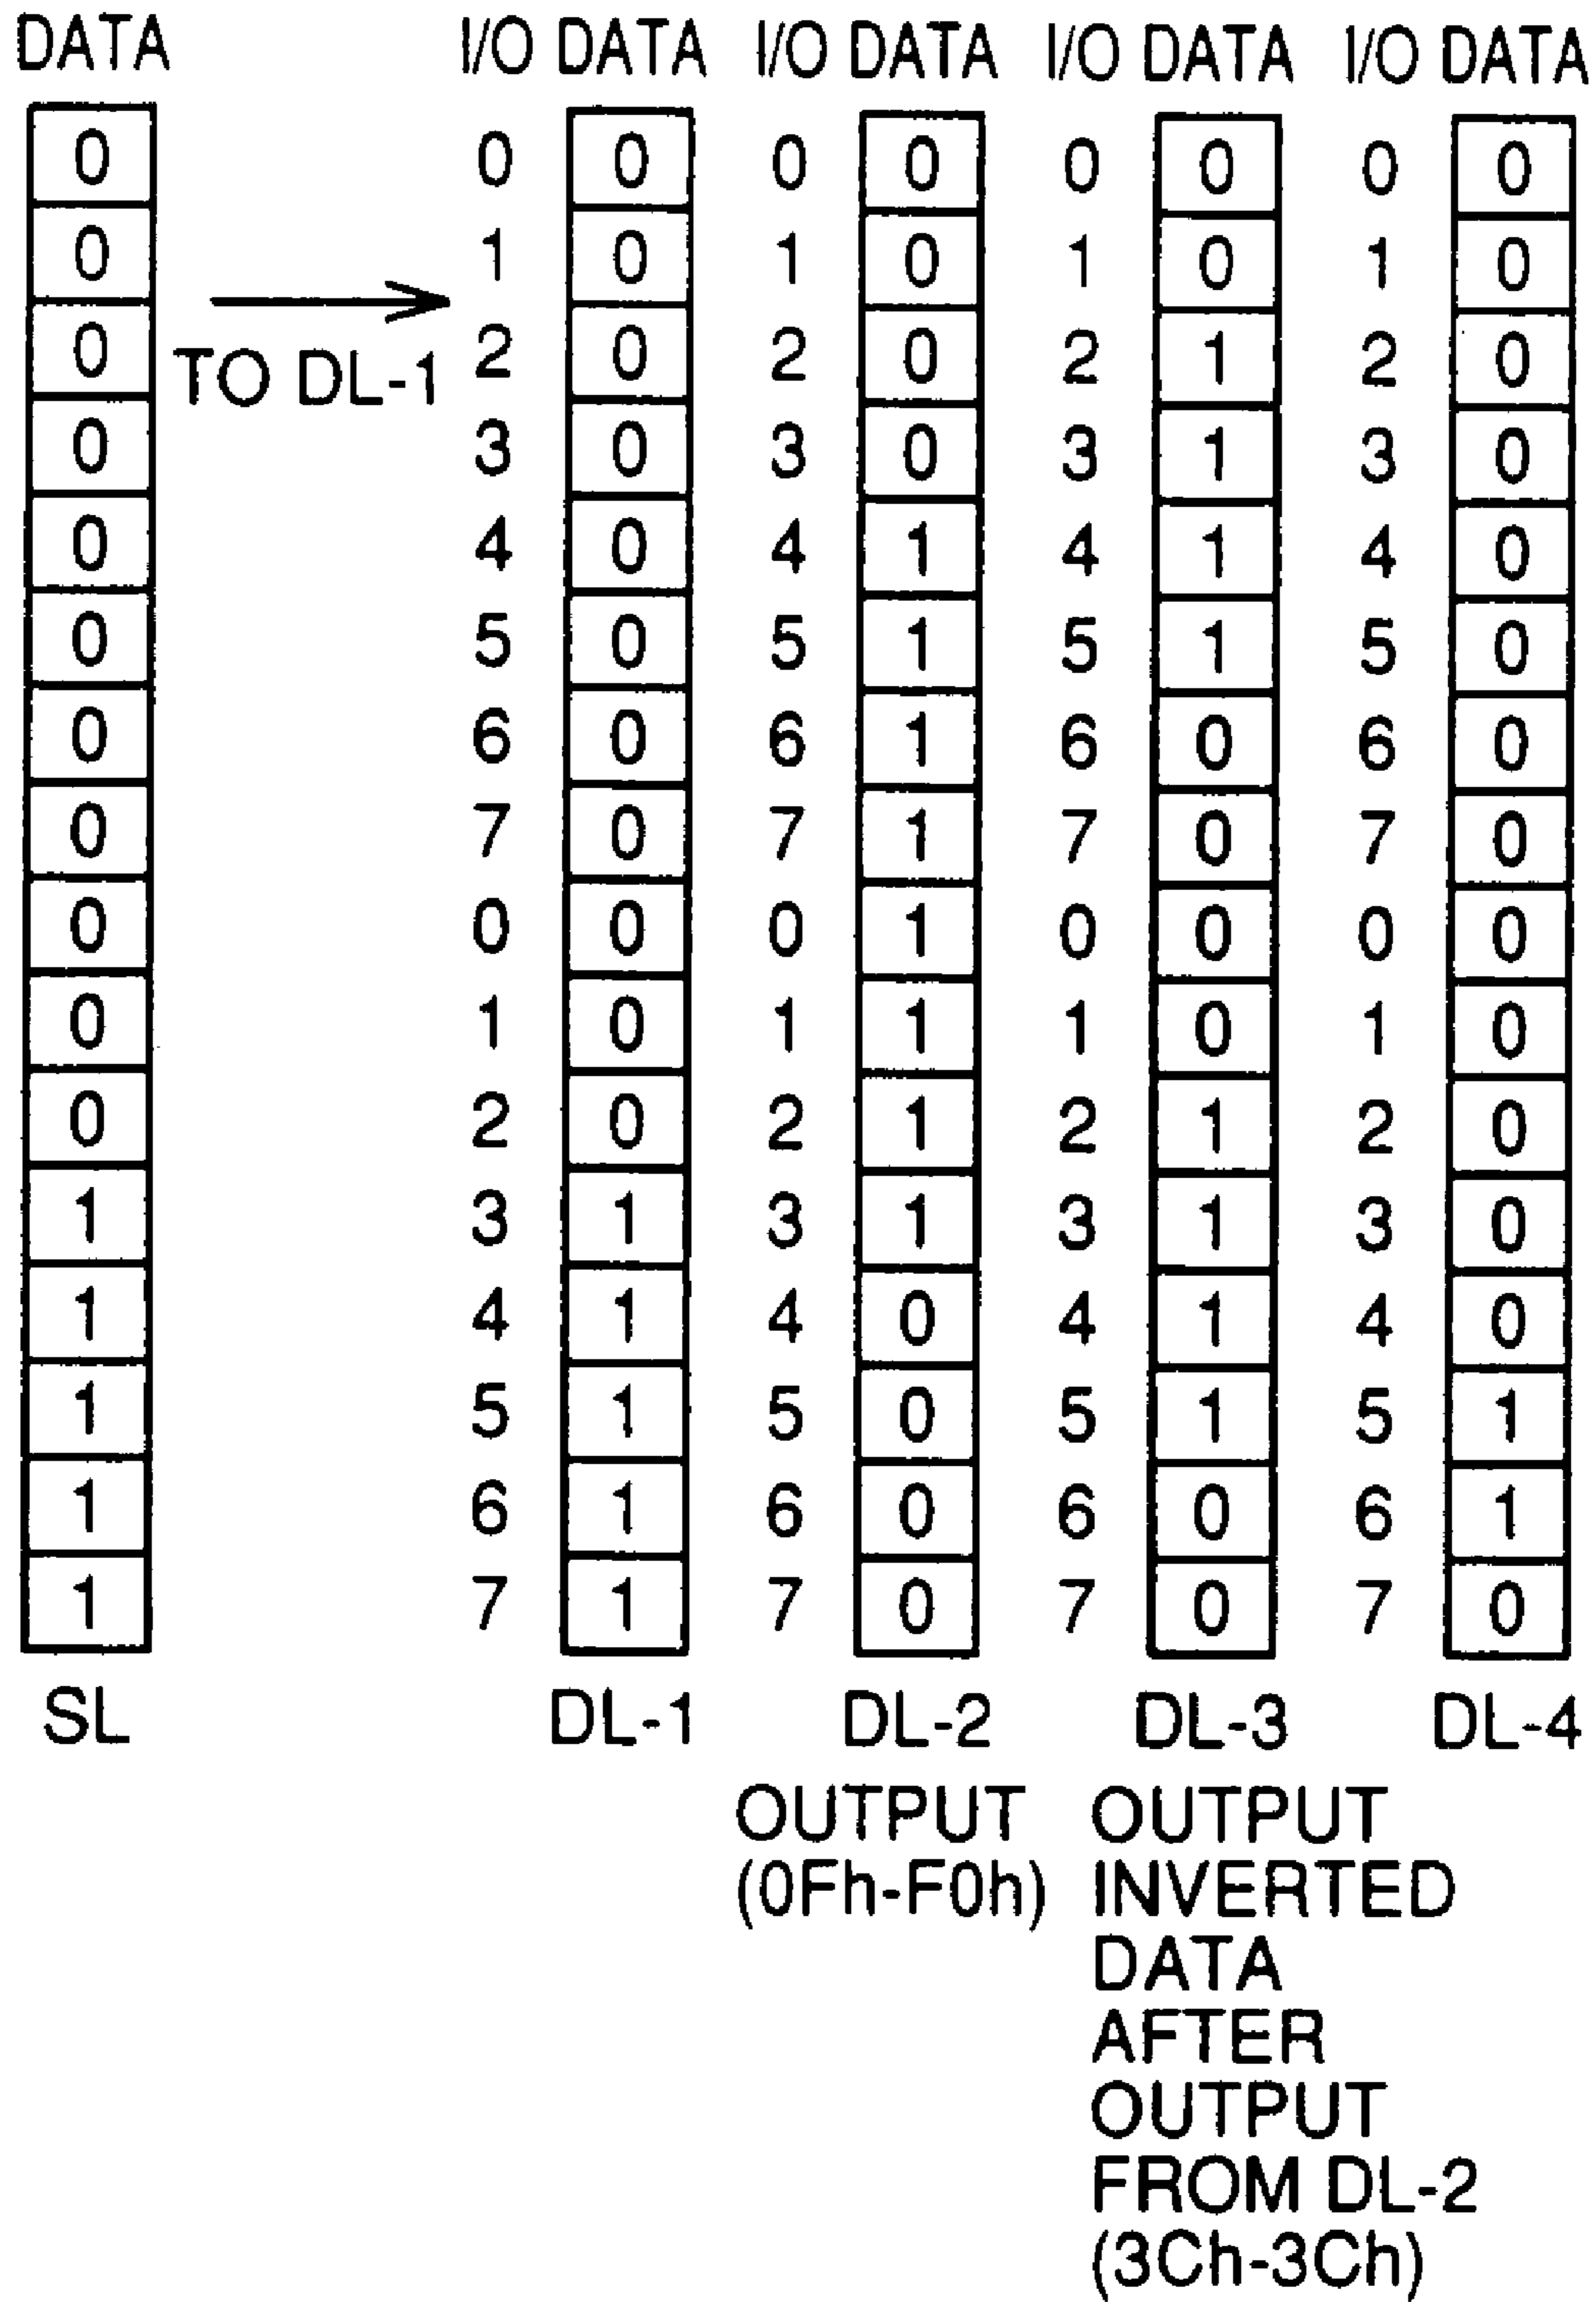 DATA I/O DATA I/O DATA I/O DATA I/O DATA
0 0 0 0 0 0 0 0 0
0 1 0 1 0 1 0 1 0
0 2 0 2 0 2 1 2 0
TO DL-1
0 3 0 3 0 3 1 3 0
0 4 0 4 1 4 1 4 0
0 5 0 5 1 5 1 5 0
0 6 0 6 1 6 0 6 0
0 7 0 7 1 7 0 7 0
0 0 0 0 1 0 0 0 0
0 1 0 1 1 1 0 1 0
0 2 0 2 1 2 1 2 0
1 3 1 3 1 3 1 3 0
1 4 1 4 0 4 1 4 0
1 5 1 5 0 5 1 5 1
1 6 1 6 0 6 0 6 1
1 7 1 7 0 7 0 7 0
SL DL-1 DL-2 DL-3 DL-4
OUTPUT
(0Fh-F0h)
OUTPUT
INVERTED
DATA
AFTER
OUTPUT
FROM DL-2
(3Ch-3Ch)